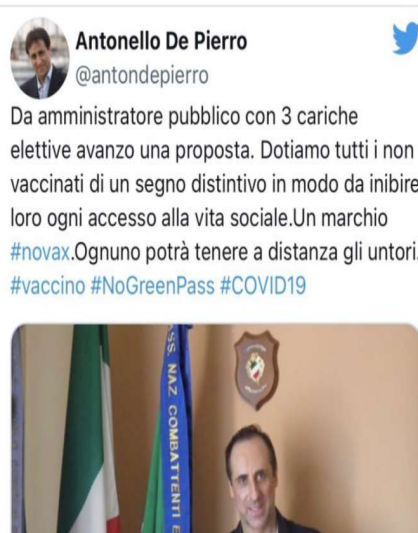 Antonello De Pierro
@antondepierro
Da amministratore pubblico con 3 cariche
elettive avanzo una proposta. Dotiamo tutti i non
vaccinati di un segno distintivo in modo da inibire
loro ogni accesso alla vita sociale.Un marchio
#novax.Ognuno potrà tenere a distanza gli untori.
#vaccino #NoGreenPass #COVID19
SS. NAZ. COMBATTENTI E